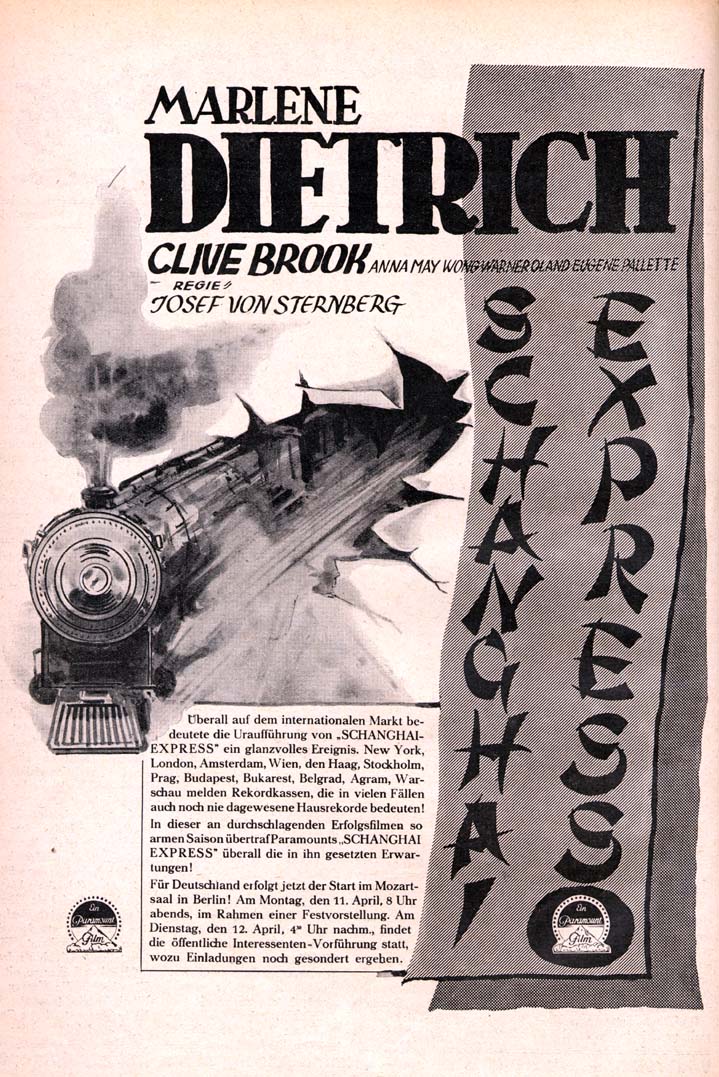 MARLENE
DIETRICH
CLIVE BROOK ANNA MAY WONG WARNER OLAND EUGENE PALLETTE
REGIE:
JOSEF VON STERNBERG
SCHANGHAI
EXPRESS
Überall auf dem internationalen Markt be-
deutete die Uraufführung von „SCHANGHAI-
EXPRESS" ein glanzvolles Ereignis. New York,
London, Amsterdam, Wien, den Haag, Stockholm,
Prag, Budapest, Bukarest, Belgrad, Agram, War-
schau melden Rekordkassen, die in vielen Fällen
auch noch nie dagewesene Hausrekorde bedeuten!
In dieser an durchschlagenden Erfolgsfilmen so
armen Saison übertraf Paramounts „SCHANGHAI
EXPRESS" überall die in ihn gesetzten Erwar-
tungen!
Für Deutschland erfolgt jetzt der Start im Mozart-
saal in Berlin! Am Montag, den 11. April, 8 Uhr
abends, im Rahmen einer Festvorstellung. Am
Dienstag, den 12. April, 4³⁰ Uhr nachm., findet
die öffentliche Interessenten-Vorführung statt,
wozu Einladungen noch gesondert ergehen.
Ein
Paramount
Film
Ein
Paramount
Film